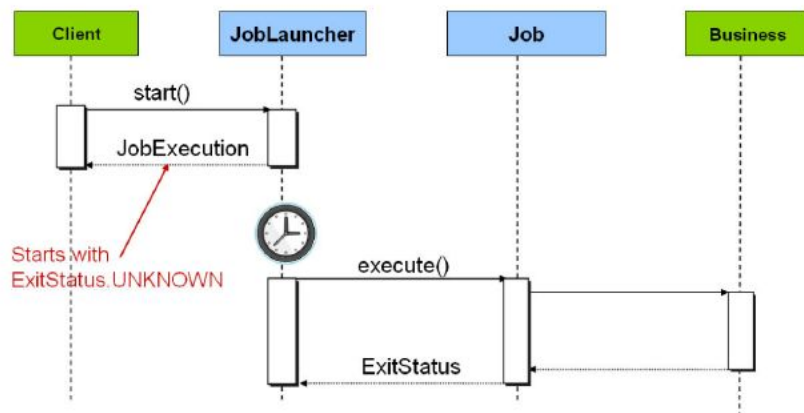 Client
JobLauncher
Job
Business
start()
JobExecution
Starts with
ExitStatus.UNKNOWN
execute()
ExitStatus